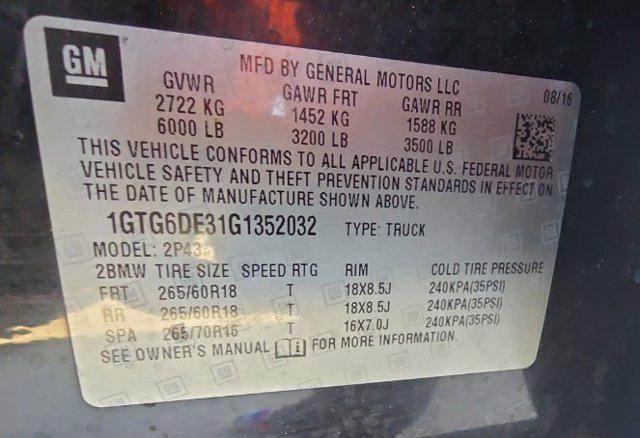 GM
MFD BY GENERAL MOTORS LLC
08/16
GVWR GAWR FRT GAWR RR
2722 KG 1452 KG 1588 KG
6000 LB 3200 LB 3500 LB
THIS VEHICLE CONFORMS TO ALL APPLICABLE U.S. FEDERAL MOTOR
VEHICLE SAFETY AND THEFT PREVENTION STANDARDS IN EFFECT ON
THE DATE OF MANUFACTURE SHOWN ABOVE.
1GTG6DE31G1352032 TYPE: TRUCK
MODEL: 2P43
2BMW TIRE SIZE SPEED RTG RIM COLD TIRE PRESSURE
FRT 265/60R18 T 18X8.5J 240KPA(35PSI)
RR 265/60R18 T 18X8.5J 240KPA(35PSI)
SPA 265/70R16 T 16X7.0J 240KPA(35PSI)
SEE OWNER'S MANUAL FOR MORE INFORMATION.